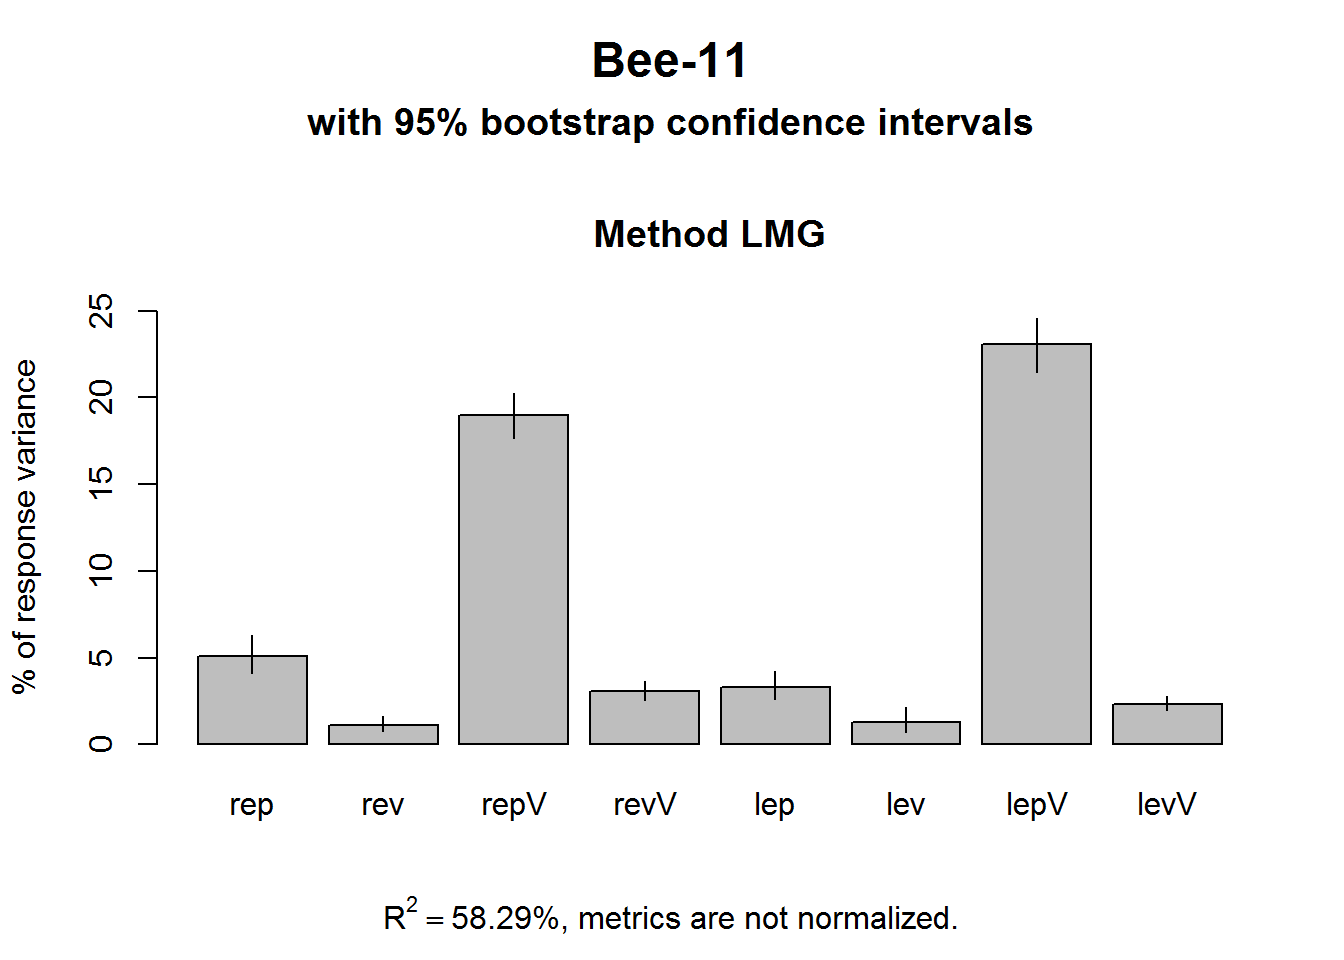 Bee-11
with 95% bootstrap confidence intervals
Method LMG
% of response variance
25
20
15
10
5
0
rep rev repV revV lep lev lepV levV
R² = 58.29%, metrics are not normalized.